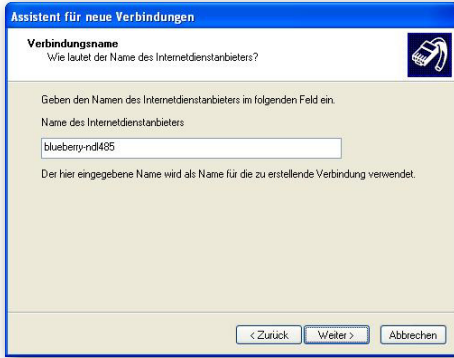 Assistent für neue Verbindungen
Verbindungsname
Wie lautet der Name des Internetdienstanbieters?
Geben den Namen des Internetdienstanbieters im folgenden Feld ein.
Name des Internetdienstanbieters
blueberry-ndl485
Der hier eingegebene Name wird als Name für die zu erstellende Verbindung verwendet.
< Zurück Weiter > Abbrechen